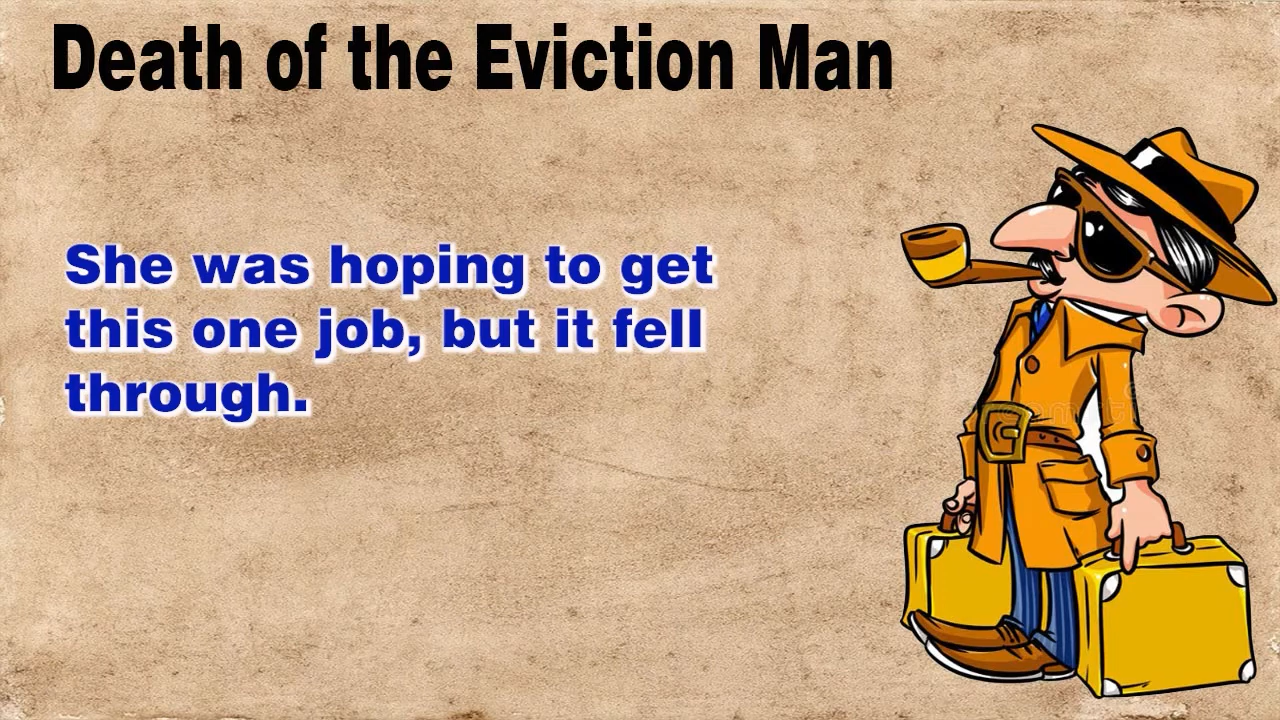 Death of the Eviction Man
She was hoping to get
this one job, but it fell
through.